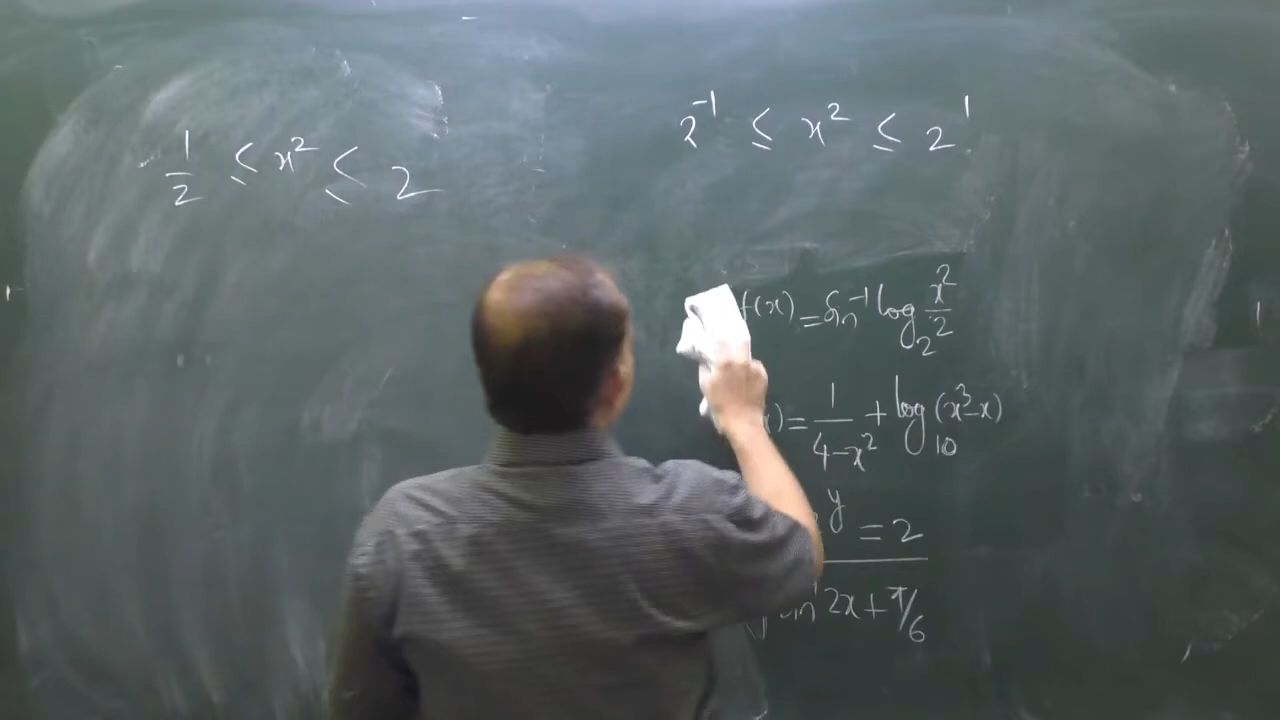 1/2 ≤ x² ≤ 2
2⁻¹ ≤ x² ≤ 2¹
f(x) = Sin⁻¹ log₂ x²/2
) = 1/(4-x²) + log₁₀ (x³-x)
y = 2
2x + π/6